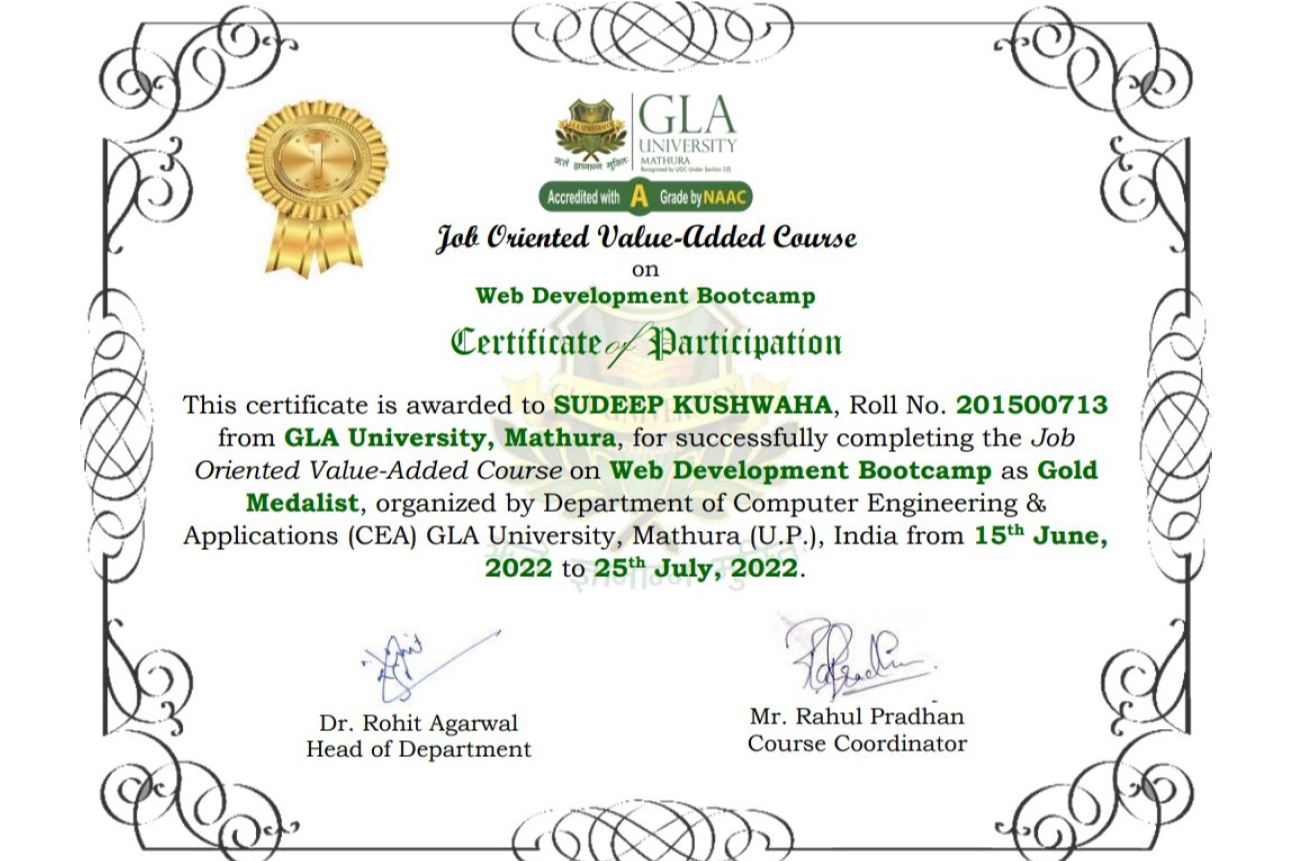 1
GLA UNIVERSITY
GLA
UNIVERSITY
MATHURA
Recognised by UGC Under Section 2(f)
Accredited with A Grade by NAAC
Job Oriented Value-Added Course
on
Web Development Bootcamp
Certificate of Participation
This certificate is awarded to SUDEEP KUSHWAHA, Roll No. 201500713
from GLA University, Mathura, for successfully completing the Job
Oriented Value-Added Course on Web Development Bootcamp as Gold
Medalist, organized by Department of Computer Engineering &
Applications (CEA) GLA University, Mathura (U.P.), India from 15th June,
2022 to 25th July, 2022.
Dr. Rohit Agarwal
Head of Department
Mr. Rahul Pradhan
Course Coordinator